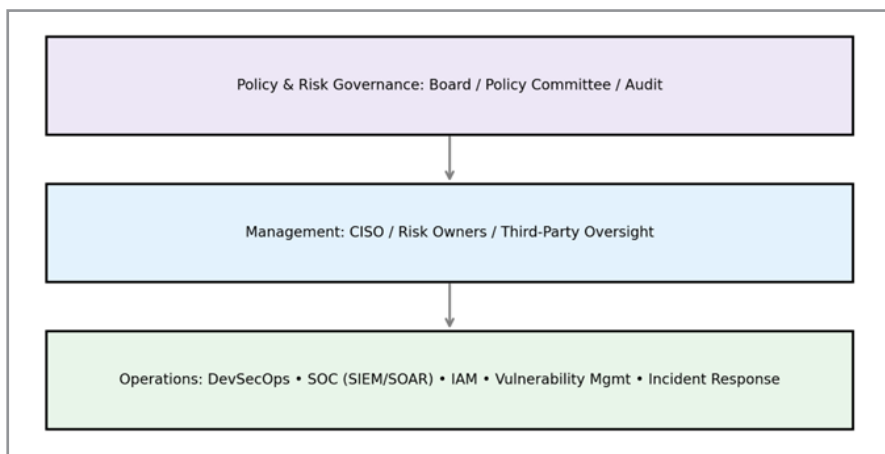 Policy & Risk Governance: Board / Policy Committee / Audit
Management: CISO / Risk Owners / Third-Party Oversight
Operations: DevSecOps • SOC (SIEM/SOAR) • IAM • Vulnerability Mgmt • Incident Response